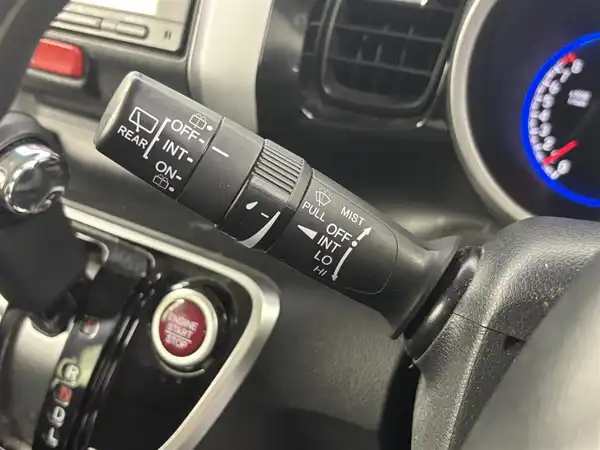 REAR
OFF
INT
ON
PULL
MIST
OFF
INT
LO
HI
ENGINE
START
STOP
R
N
D
L